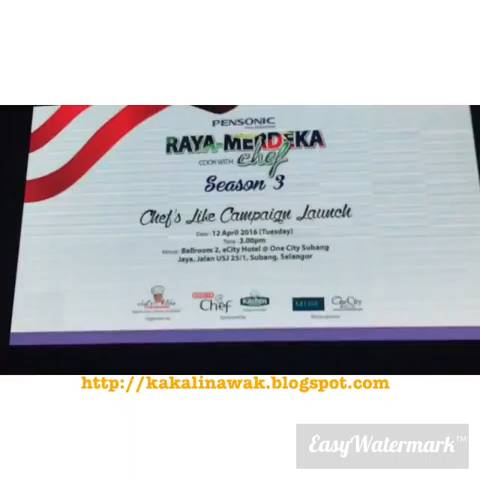 PENSONIC
RAYA-MERDEKA
COOK WITH chef
Season 3
Chef's Like Campaign Launch
Date: 12 April 2016 (Tuesday)
Time: 3.00pm
Venue: Ballroom 2, eCity Hotel @ One City Subang
Jaya, Jalan USJ 25/1, Subang, Selangor
chef's like
Chef
Kitchen
http://kakalinawak.blogspot.com
EasyWatermark™